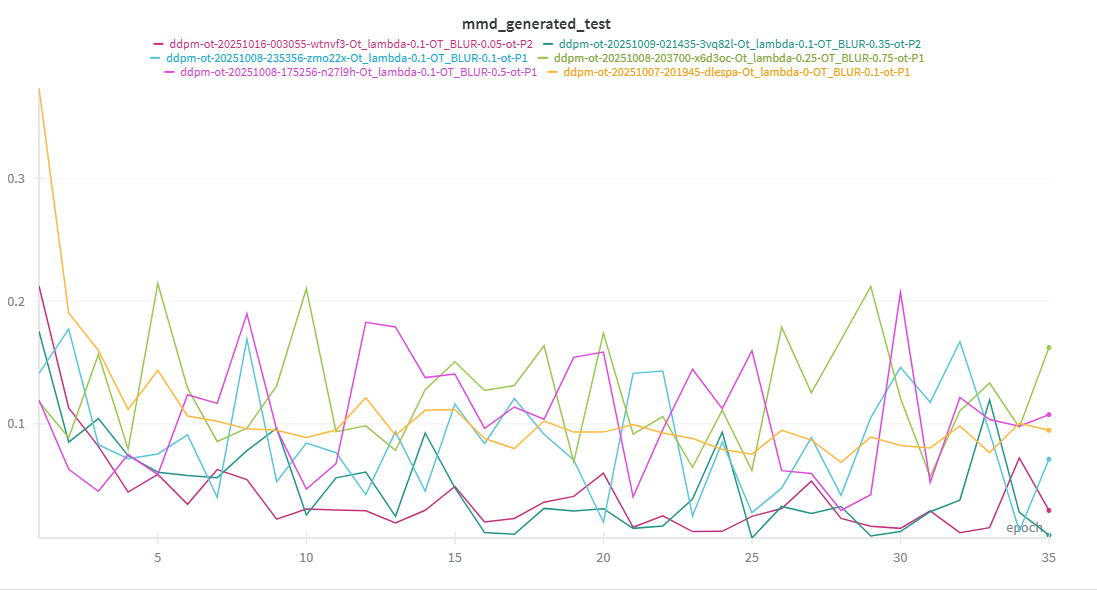 mmd_generated_test
ddpm-ot-20251016-003055-wtnvf3-Ot_lambda-0.1-OT_BLUR-0.05-ot-P2 ddpm-ot-20251009-021435-3vq82l-Ot_lambda-0.1-OT_BLUR-0.35-ot-P2
ddpm-ot-20251008-235356-zmo22x-Ot_lambda-0.1-OT_BLUR-0.1-ot-P1 ddpm-ot-20251008-203700-x6d3oc-Ot_lambda-0.25-OT_BLUR-0.75-ot-P1
ddpm-ot-20251008-175256-n27l9h-Ot_lambda-0.1-OT_BLUR-0.5-ot-P1 ddpm-ot-20251007-201945-dlespa-Ot_lambda-0-OT_BLUR-0.1-ot-P1
0.3
0.2
0.1
epoch
5 10 15 20 25 30 35